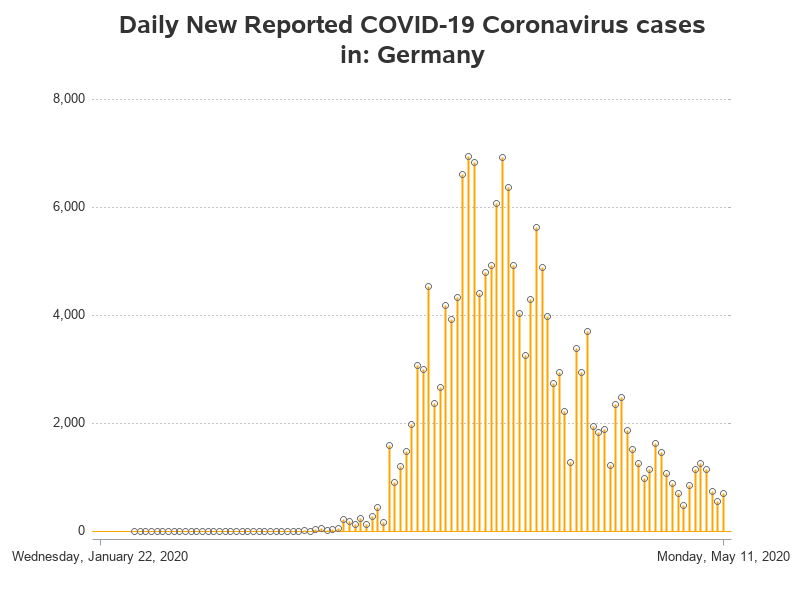 Daily New Reported COVID-19 Coronavirus cases
in: Germany
8,000
6,000
4,000
2,000
0
Wednesday, January 22, 2020
Monday, May 11, 2020